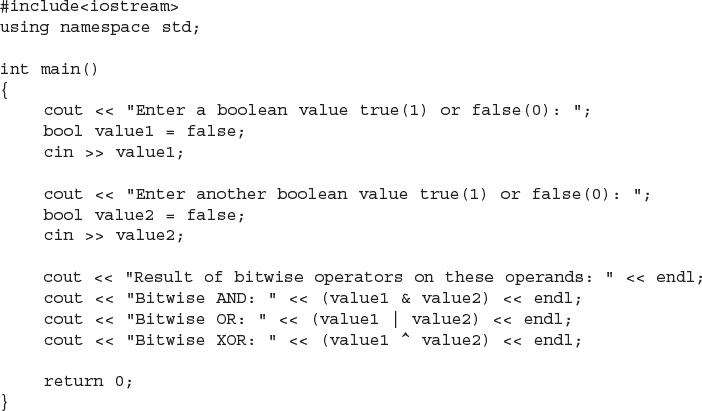 #include<iostream>
using namespace std;
int main()
{
cout << "Enter a boolean value true(1) or false(0): ";
bool value1 = false;
cin >> value1;
cout << "Enter another boolean value true(1) or false(0): ";
bool value2 = false;
cin >> value2;
cout << "Result of bitwise operators on these operands: " << endl;
cout << "Bitwise AND: " << (value1 & value2) << endl;
cout << "Bitwise OR: " << (value1 | value2) << endl;
cout << "Bitwise XOR: " << (value1 ^ value2) << endl;
return 0;
}